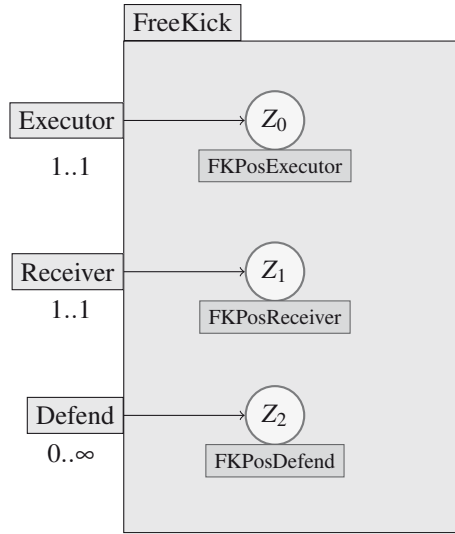 FreeKick
Executor
Z0
1..1
FKPosExecutor
Receiver
Z1
1..1
FKPosReceiver
Defend
Z2
0..∞
FKPosDefend